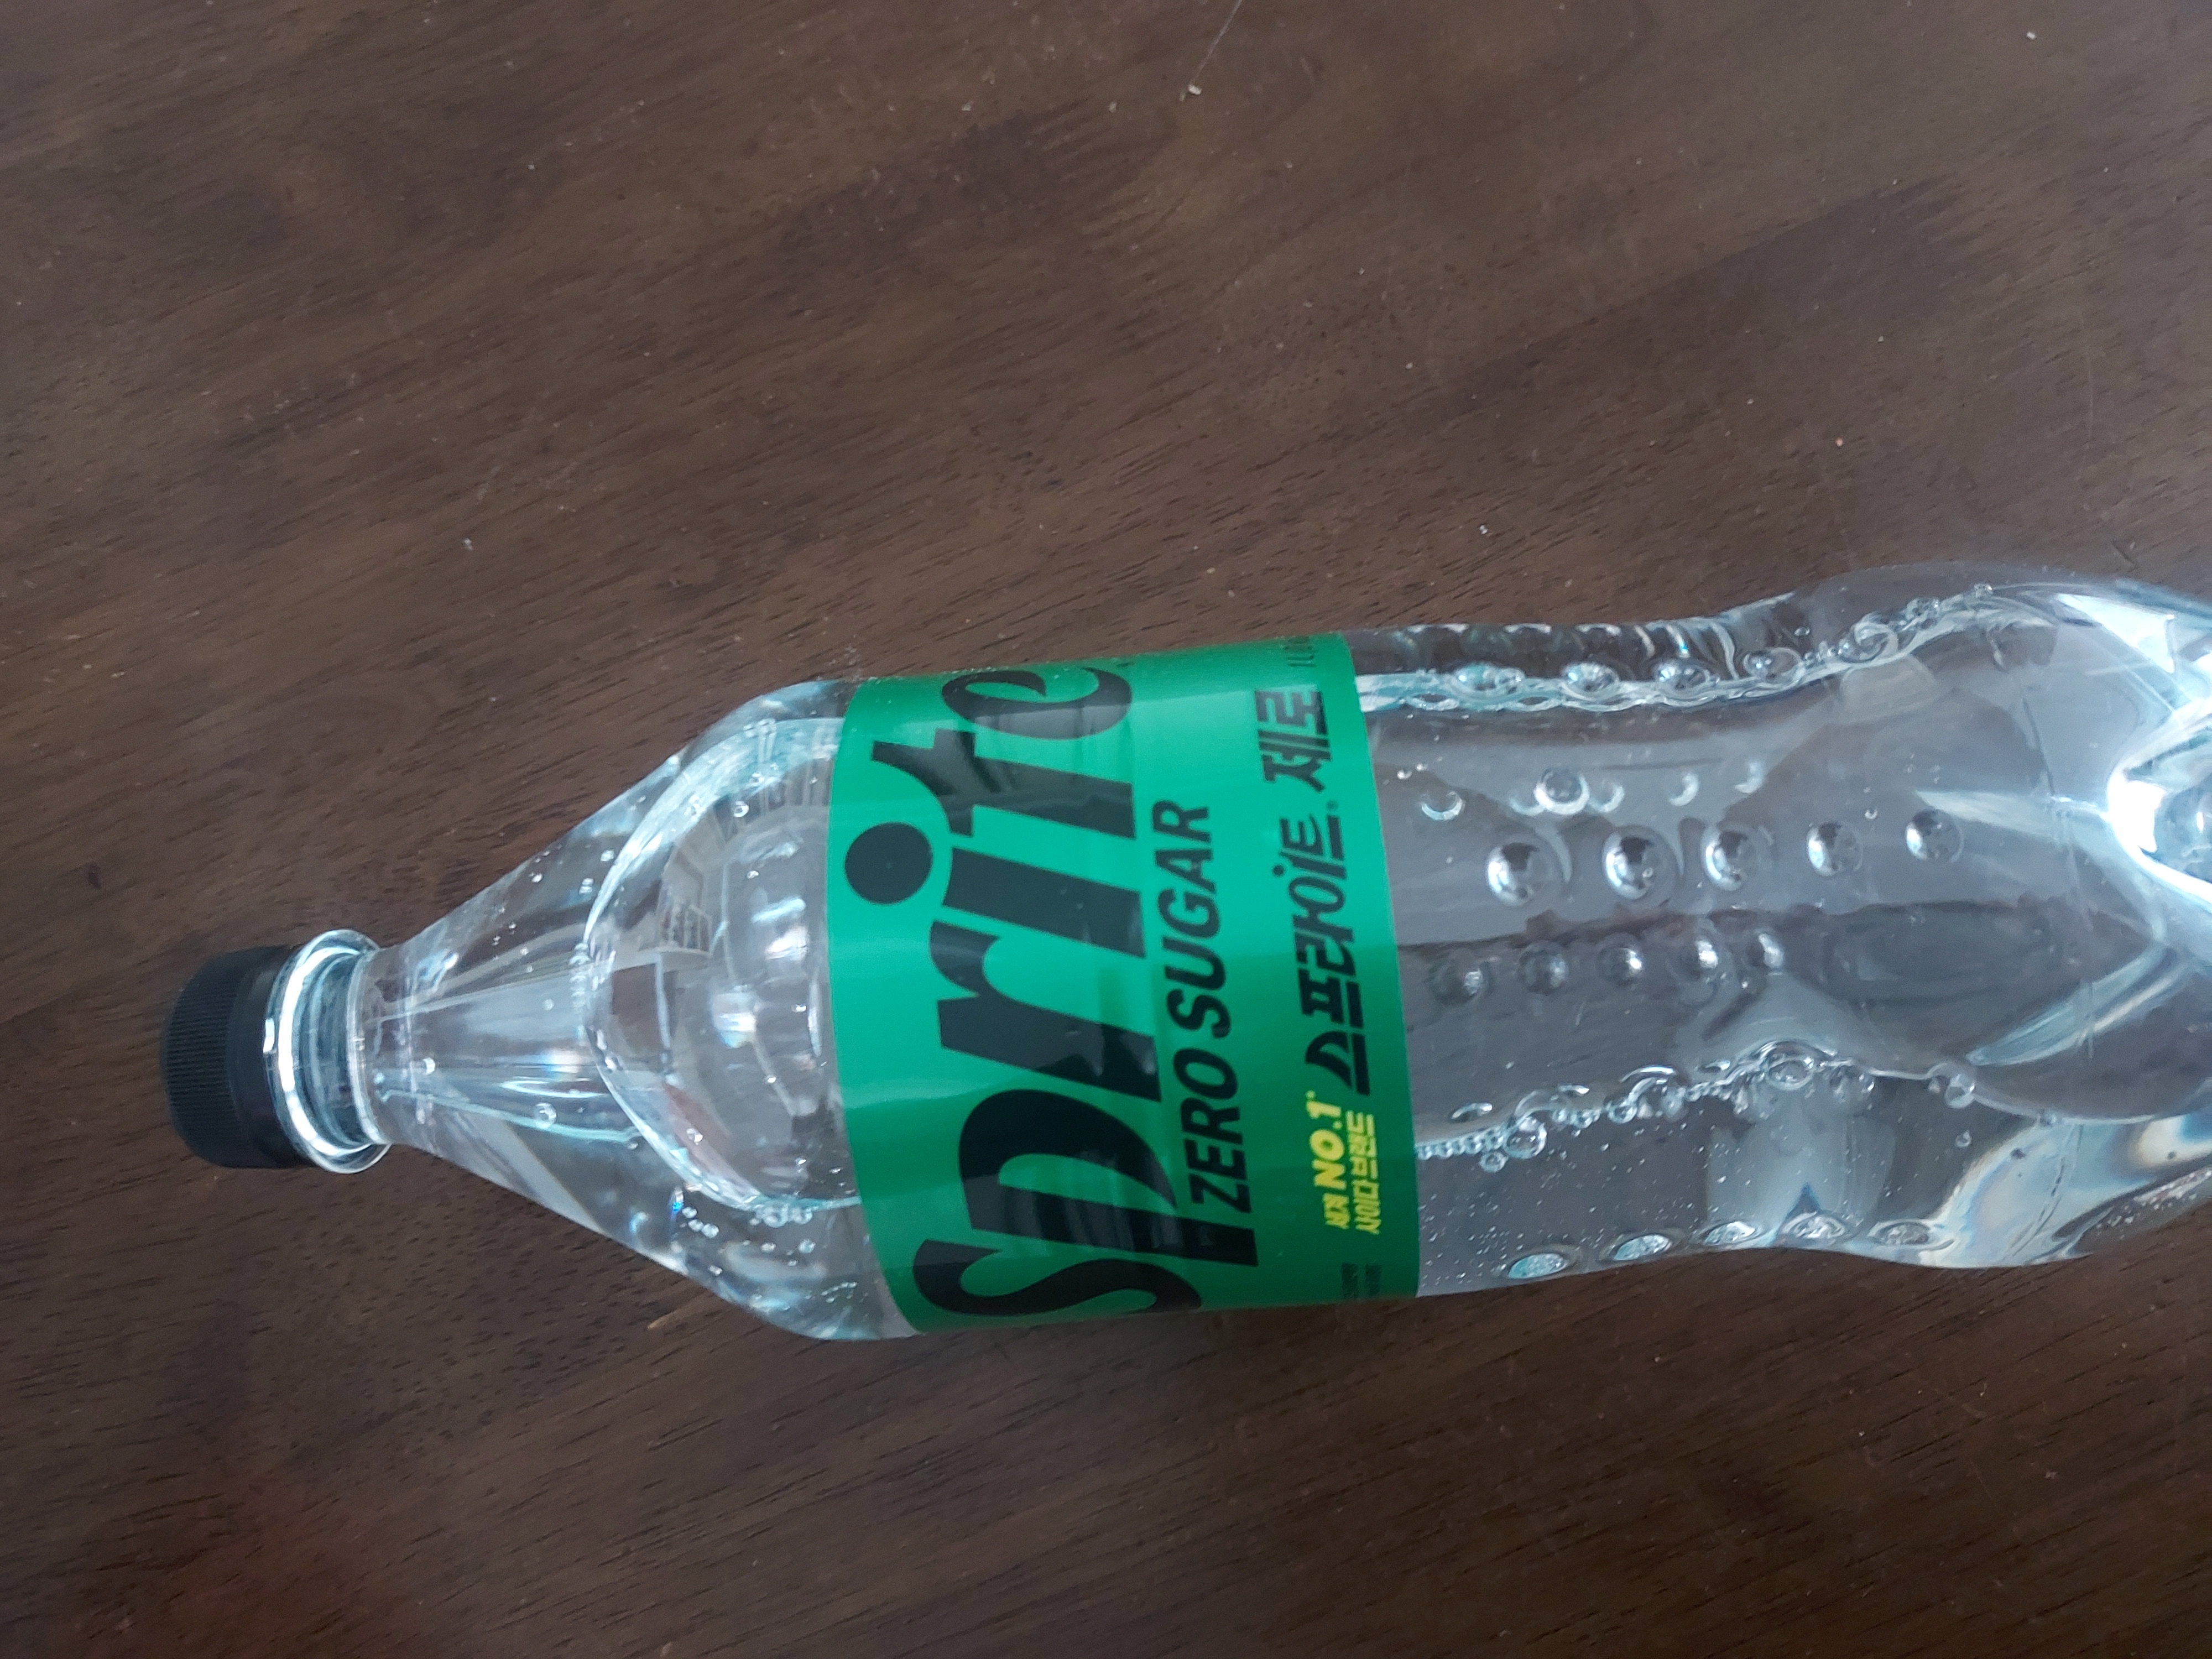 Sprite
ZERO SUGAR
스프라이트® 제로
세계 NO.1*
사이다 브랜드